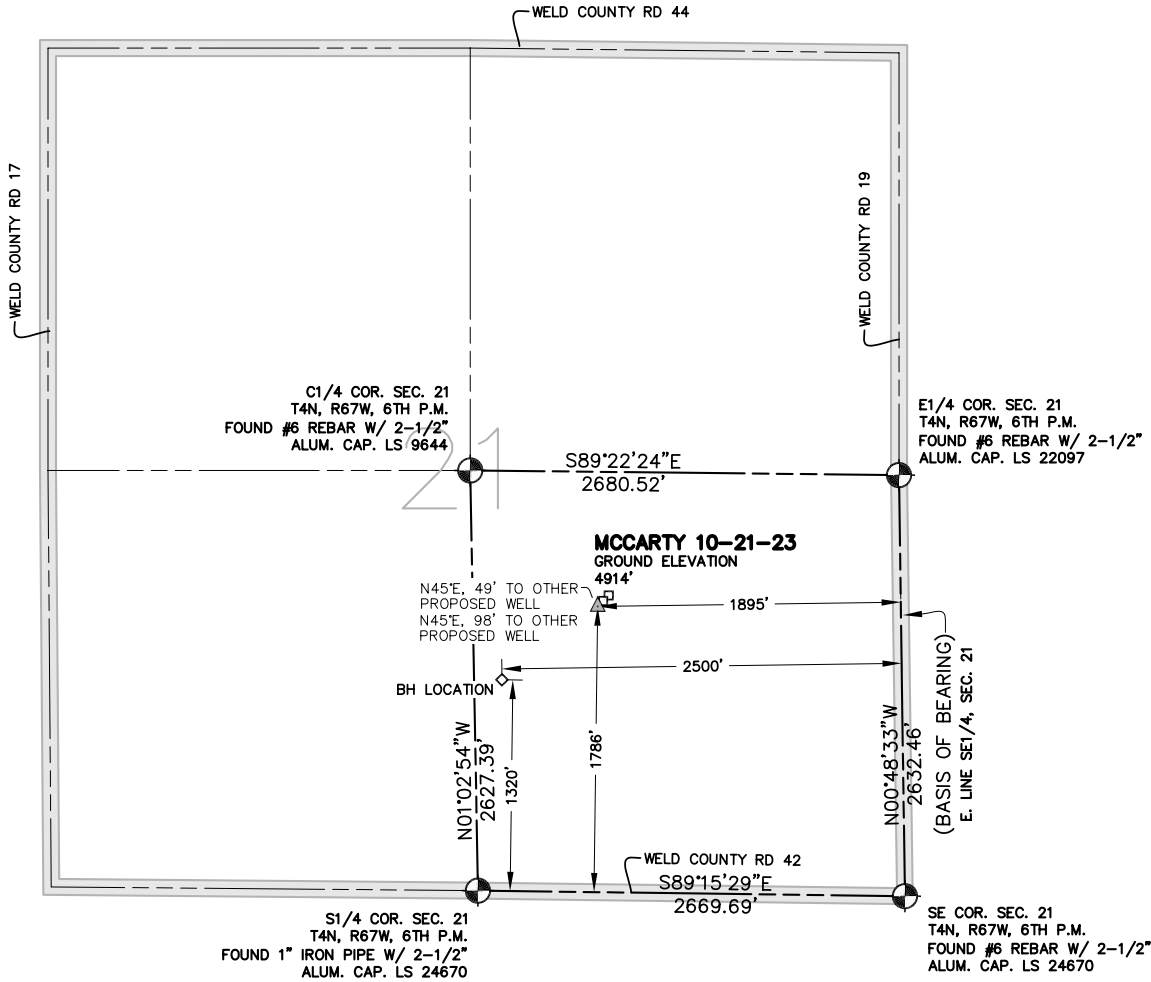 WELD COUNTY RD 44
WELD COUNTY RD 17
WELD COUNTY RD 19
C1/4 COR. SEC. 21
T4N, R67W, 6TH P.M.
FOUND #6 REBAR W/ 2-1/2"
ALUM. CAP. LS 9644
21
E1/4 COR. SEC. 21
T4N, R67W, 6TH P.M.
FOUND #6 REBAR W/ 2-1/2"
ALUM. CAP. LS 22097
S89°22'24"E
2680.52'
MCCARTY 10-21-23
GROUND ELEVATION
4914'
N45°E, 49' TO OTHER
PROPOSED WELL
N45°E, 98' TO OTHER
PROPOSED WELL
1895'
2500'
BH LOCATION
1320'
1786'
N01°02'54"W
2627.39'
N00°48'33"W
2632.46'
(BASIS OF BEARING)
E. LINE SE1/4, SEC. 21
WELD COUNTY RD 42
S89°15'29"E
2669.69'
S1/4 COR. SEC. 21
T4N, R67W, 6TH P.M.
FOUND 1" IRON PIPE W/ 2-1/2"
ALUM. CAP. LS 24670
SE COR. SEC. 21
T4N, R67W, 6TH P.M.
FOUND #6 REBAR W/ 2-1/2"
ALUM. CAP. LS 24670